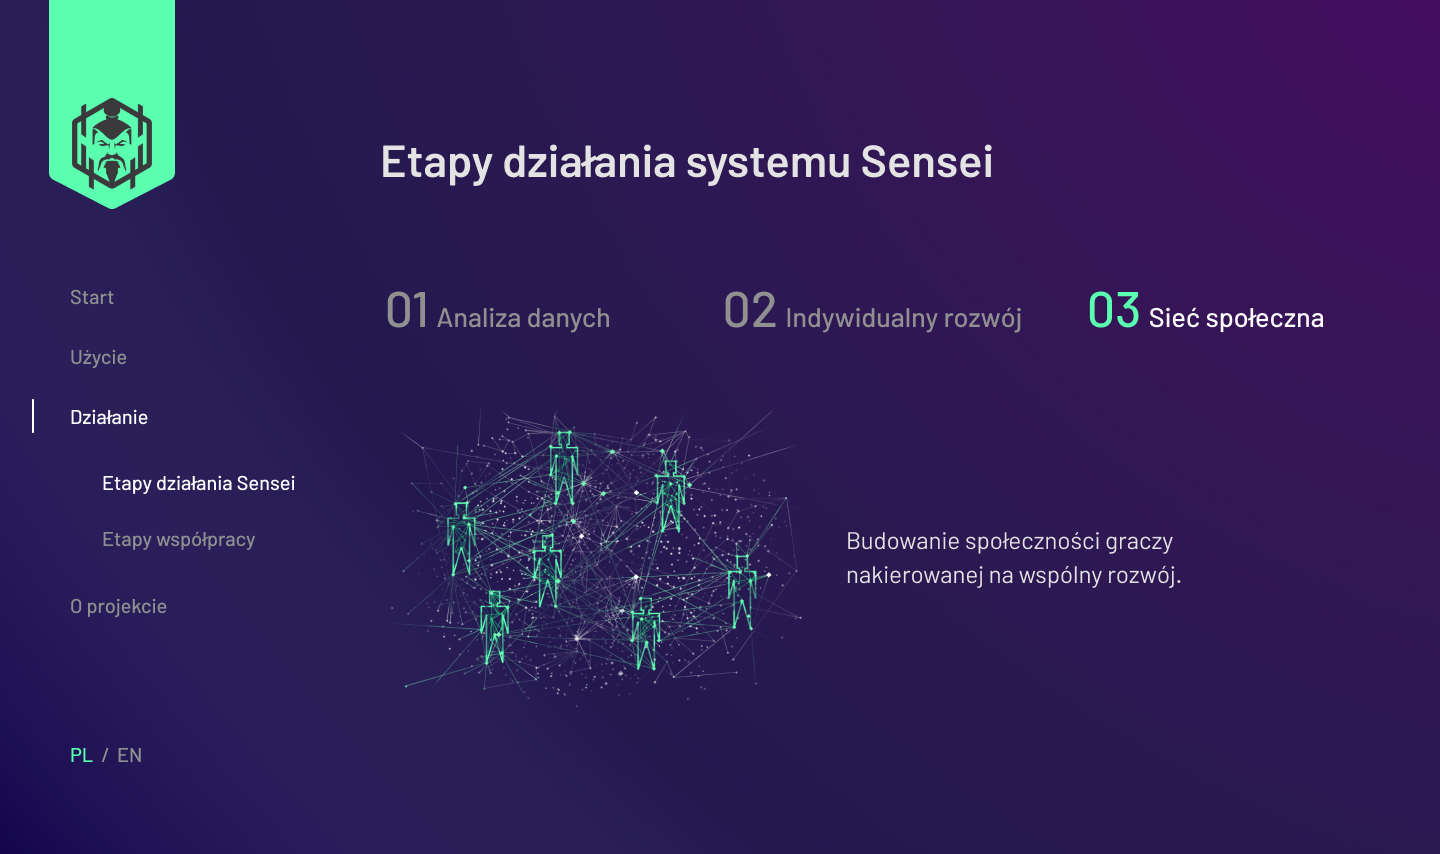 Etapy działania systemu Sensei
Start
Użycie
Działanie
Etapy działania Sensei
Etapy współpracy
O projekcie
PL / EN
01 Analiza danych
02 Indywidualny rozwój
03 Sieć społeczna
Budowanie społeczności graczy
nakierowanej na wspólny rozwój.